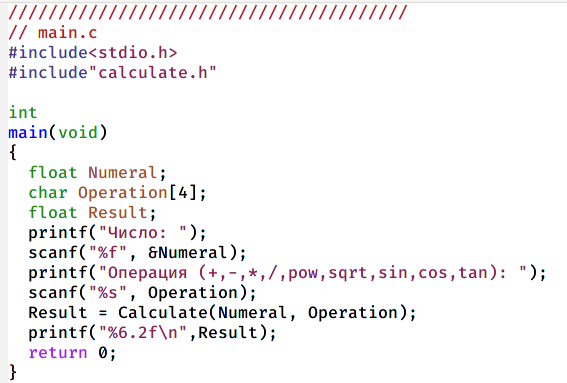 ////////////////////////////////////////
// main.c
#include<stdio.h>
#include"calculate.h"
int
main(void)
{
float Numeral;
char Operation[4];
float Result;
printf("Число: ");
scanf("%f", &Numeral);
printf("Операция (+,-,*,/,pow,sqrt,sin,cos,tan): ");
scanf("%s", Operation);
Result = Calculate(Numeral, Operation);
printf("%6.2f\n",Result);
return 0;
}